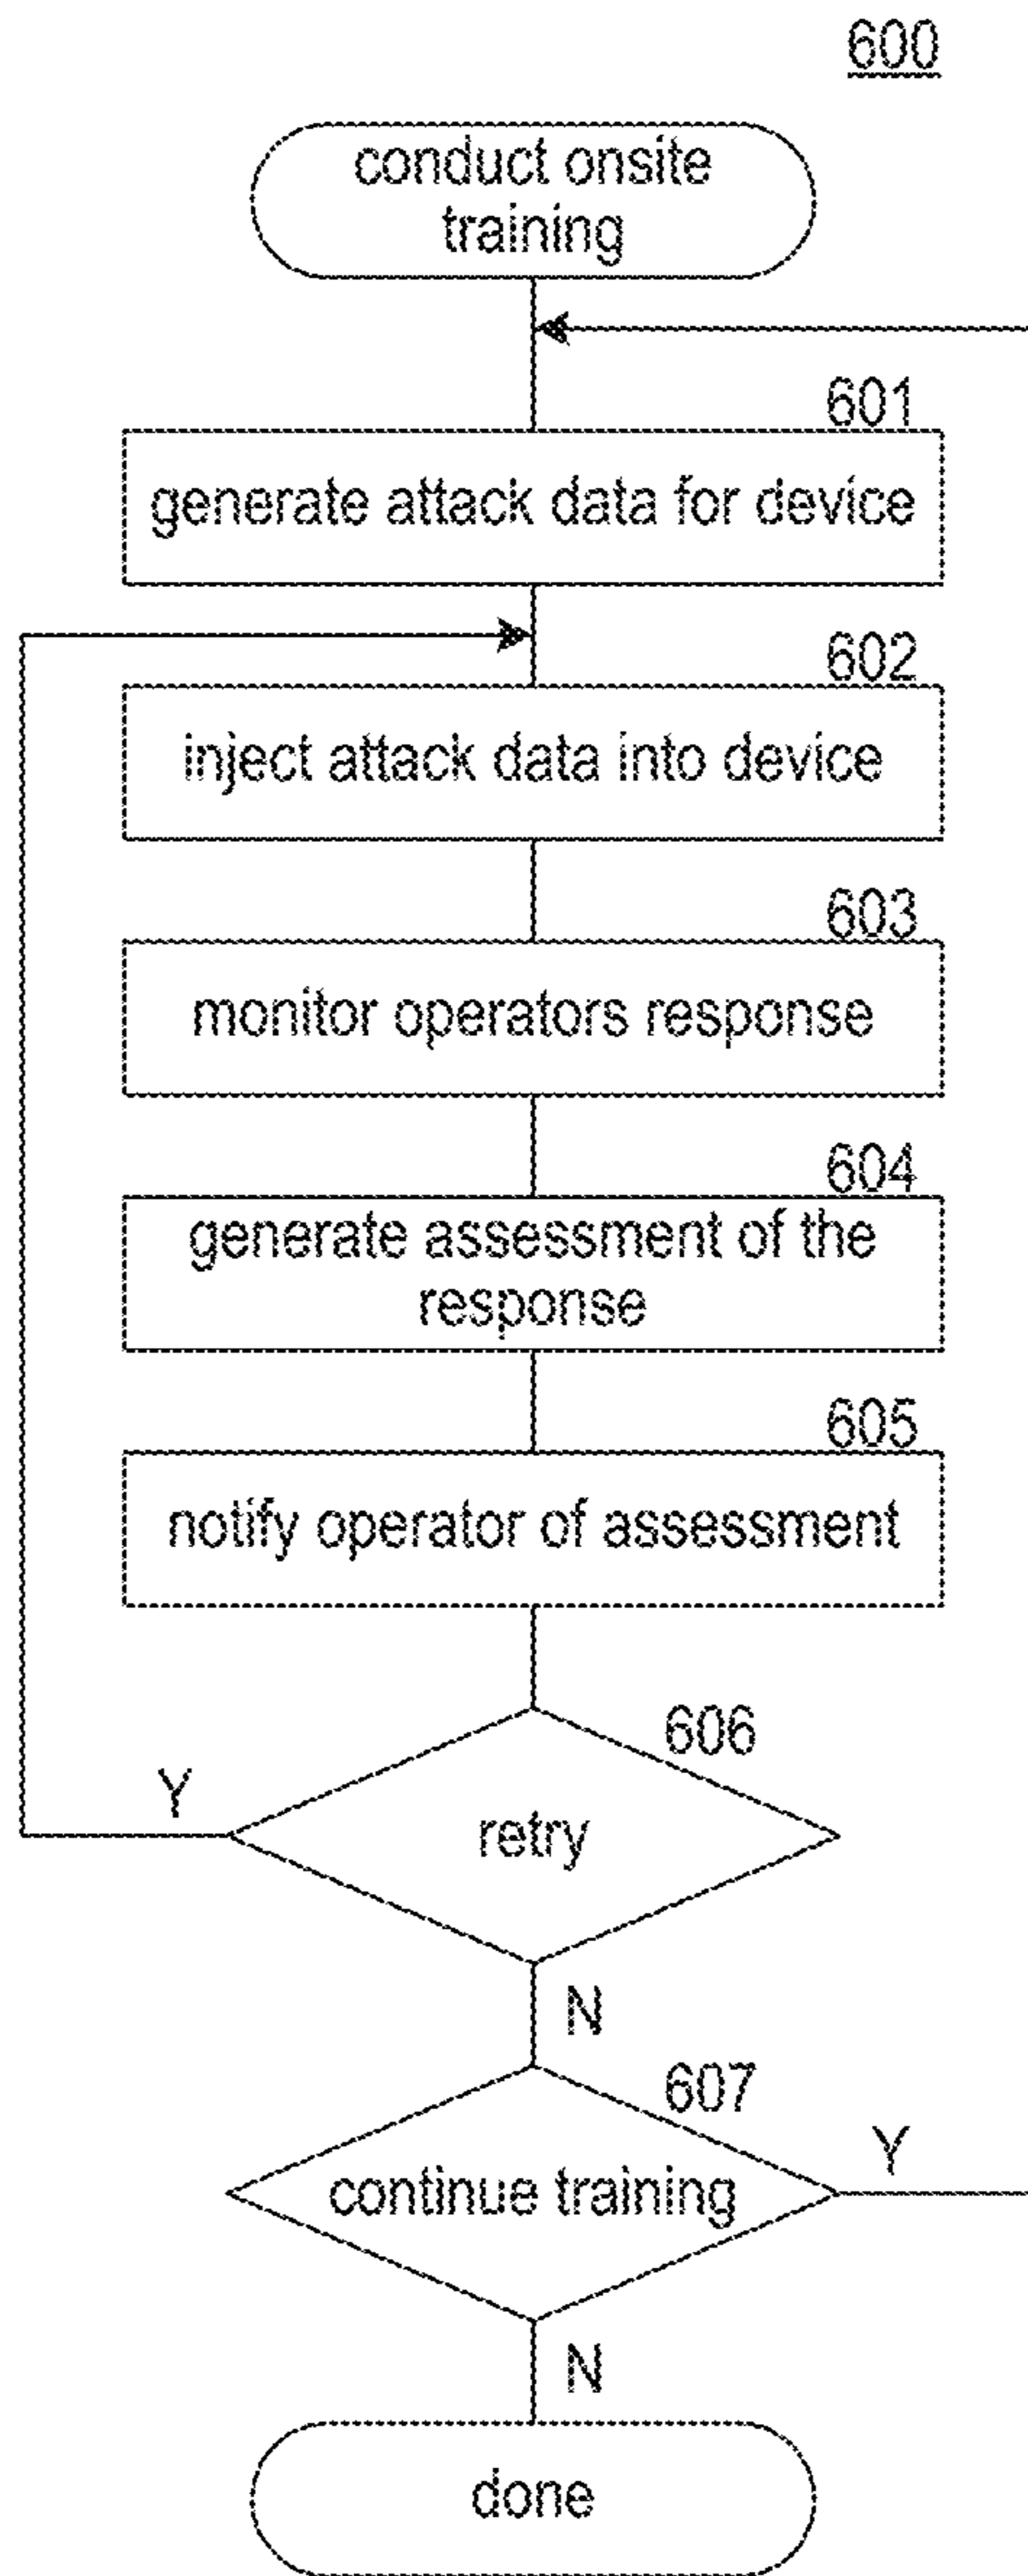 600
conduct onsite
training
601
generate attack data for device
602
inject attack data into device
603
monitor operators response
604
generate assessment of the
response
605
notify operator of assessment
606
Y
retry
N
607
Y
continue training
N
done